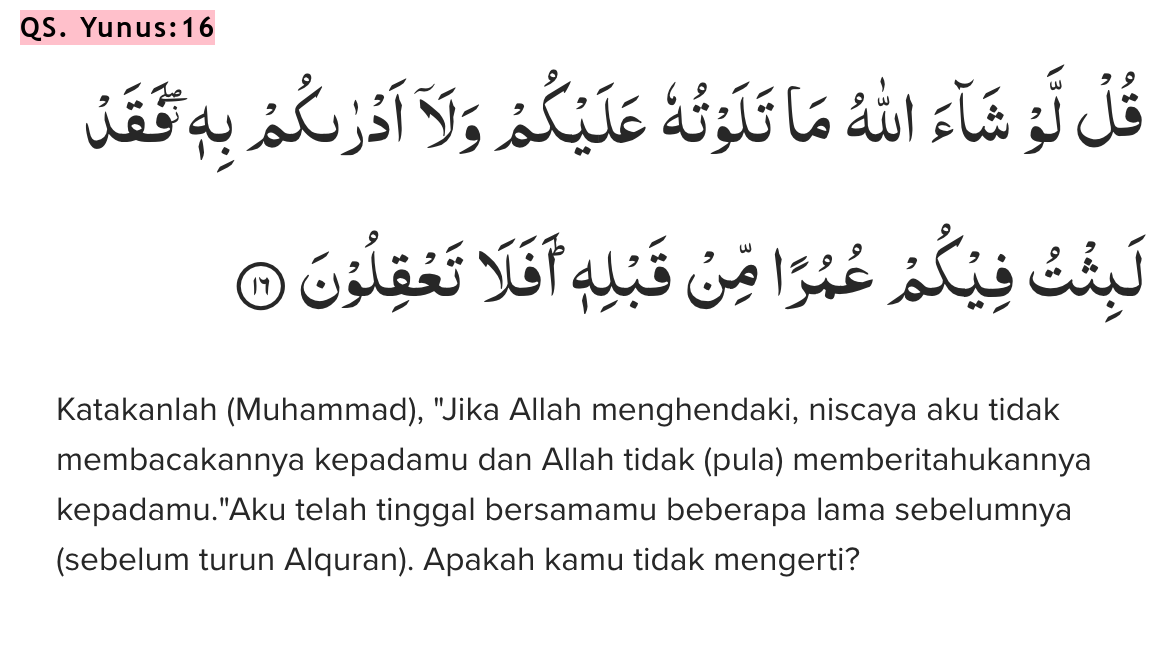 QS. Yunus:16
قُلْ لَّوْ شَاۤءَ اللّٰهُ مَا تَلَوْتُهٗ عَلَيْكُمْ وَلَآ اَدْرٰىكُمْ بِهٖ ۖفَقَدْ
لَبِثْتُ فِيْكُمْ عُمُرًا مِّنْ قَبْلِهٖ ۗاَفَلَا تَعْقِلُوْنَ ١٦
Katakanlah (Muhammad), "Jika Allah menghendaki, niscaya aku tidak
membacakannya kepadamu dan Allah tidak (pula) memberitahukannya
kepadamu."Aku telah tinggal bersamamu beberapa lama sebelumnya
(sebelum turun Alquran). Apakah kamu tidak mengerti?